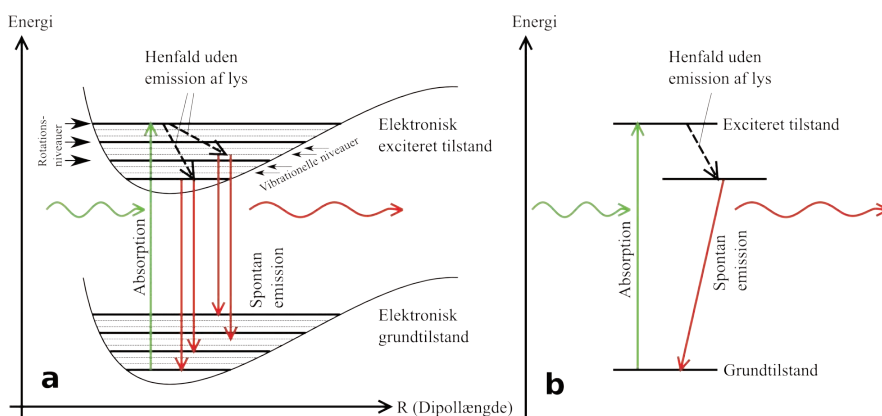 Energi
Henfald uden
emission af lys
Rotations-
niveauer
Elektronisk
exciteret tilstand
Vibrationelle niveauer
Absorption
Spontan
emission
Elektronisk
grundtilstand
a
R (Dipollængde)
Energi
Henfald uden
emission af lys
Exciteret tilstand
Absorption
Spontan
emission
b
Grundtilstand